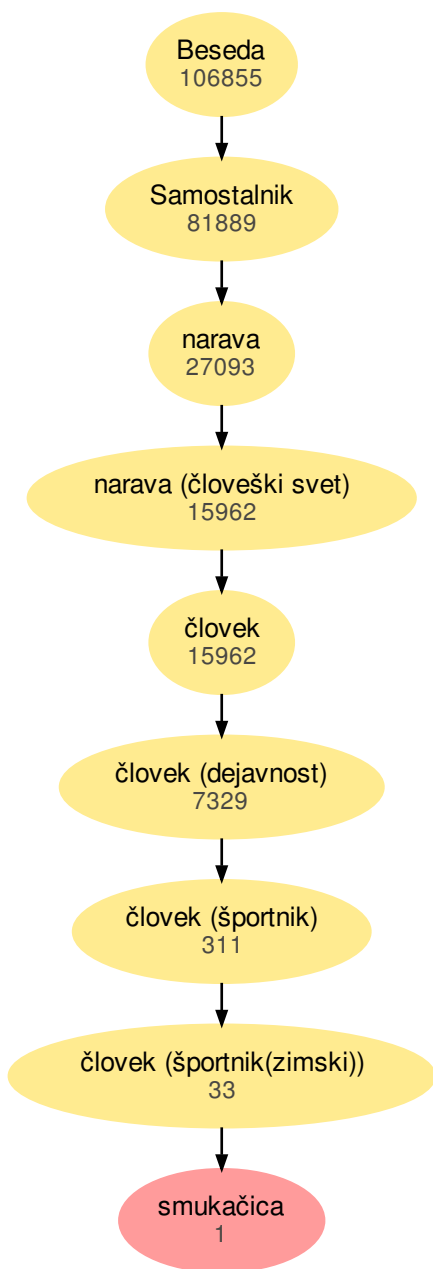 Beseda
106855
Samostalnik
81889
narava
27093
narava (človeški svet)
15962
človek
15962
človek (dejavnost)
7329
človek (športnik)
311
človek (športnik(zimski))
33
smukačica
1